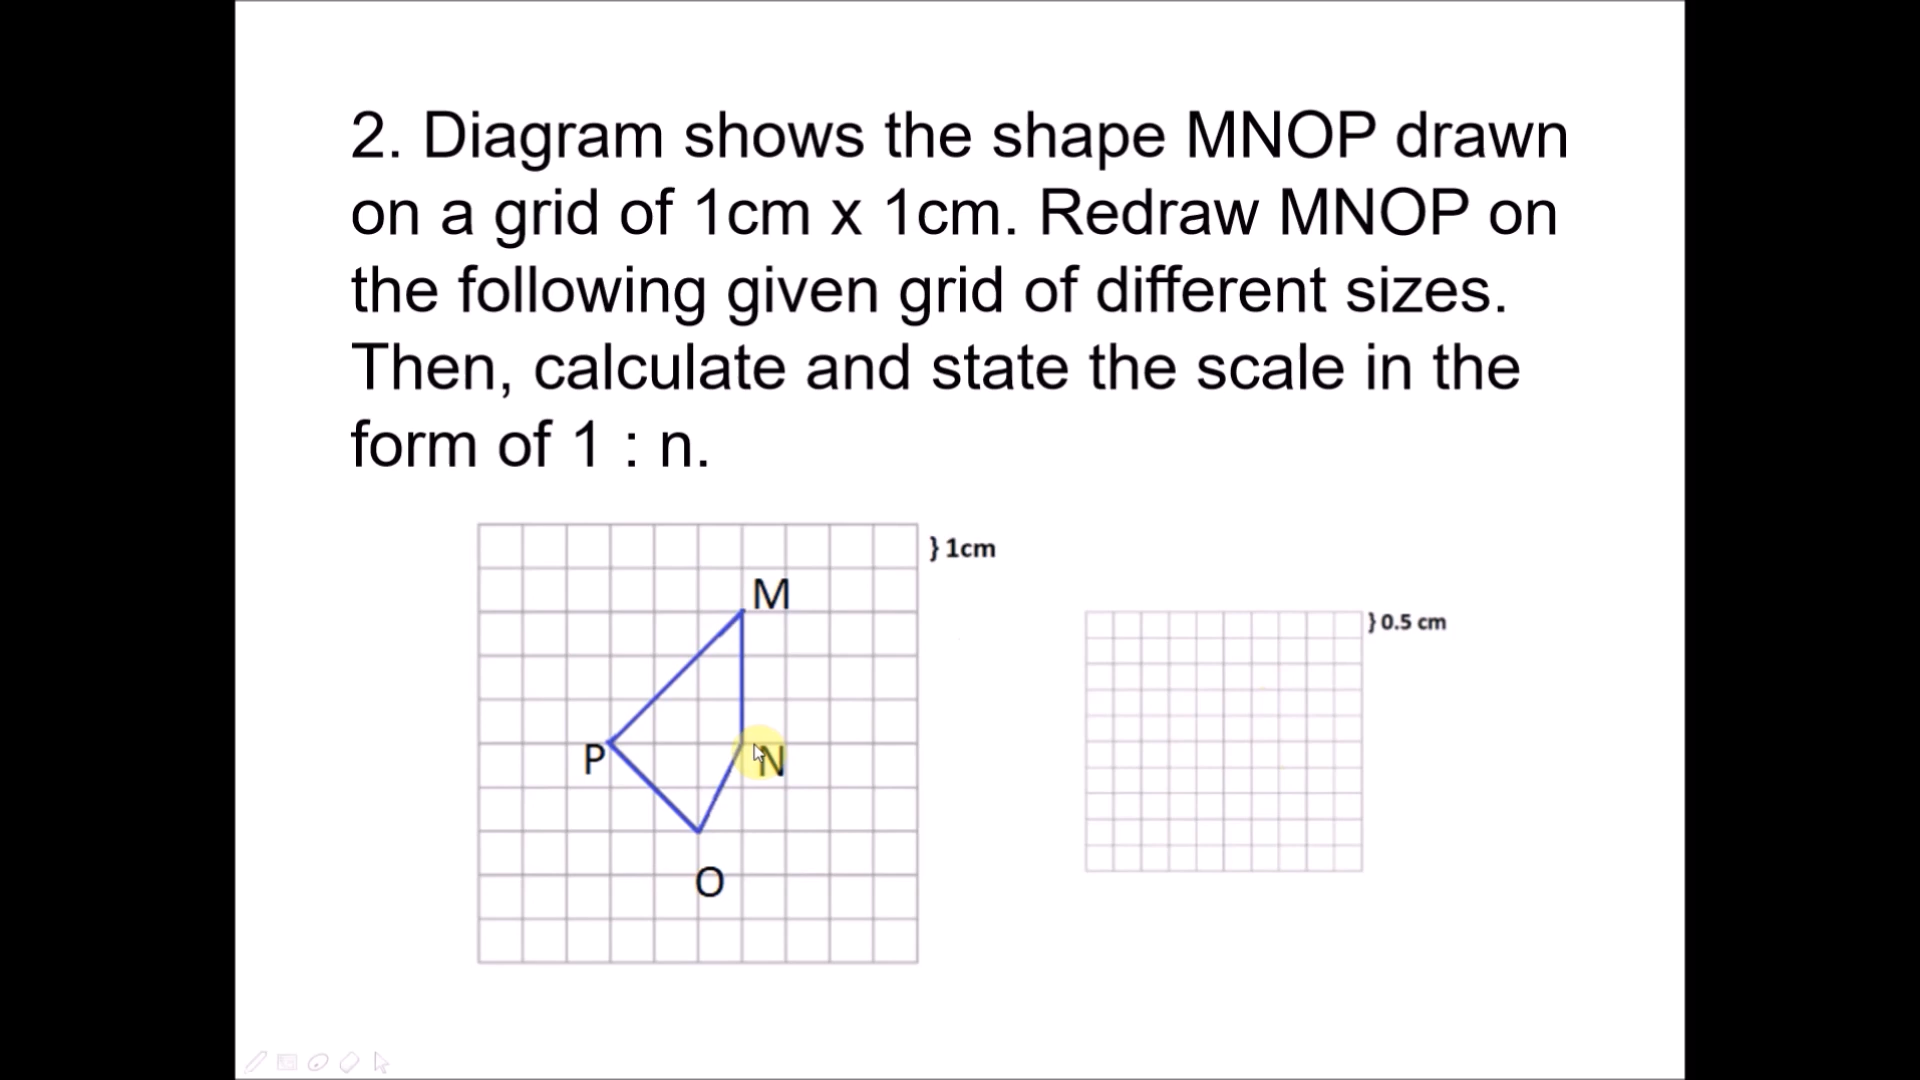 2. Diagram shows the shape MNOP drawn
on a grid of 1cm x 1cm. Redraw MNOP on
the following given grid of different sizes.
Then, calculate and state the scale in the
form of 1 : n.
} 1cm
M
} 0.5 cm
P
N
O